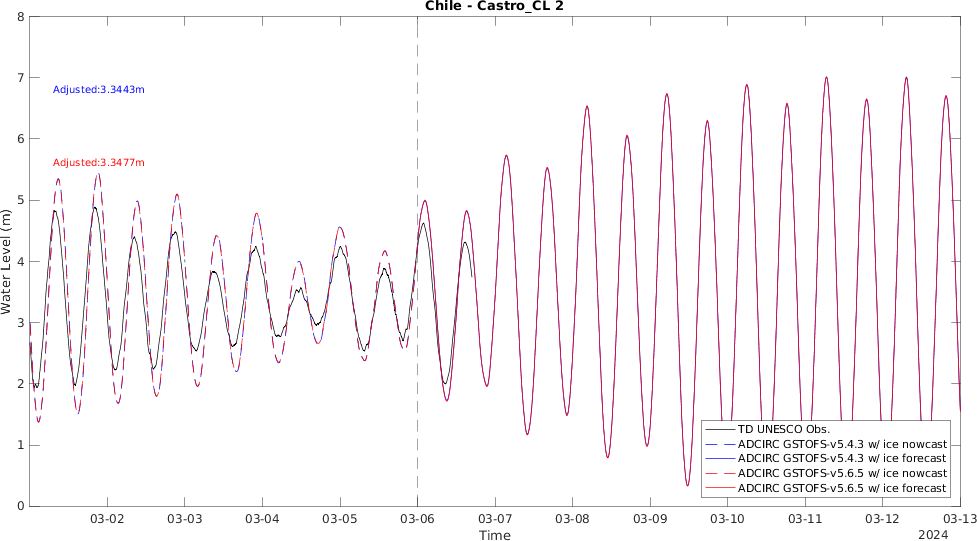 Chile - Castro_CL 2
8
7
6
5
4
3
2
1
0
Water Level (m)
Adjusted:3.3443m
Adjusted:3.3477m
TD UNESCO Obs.
ADCIRC GSTOFS-v5.4.3 w/ ice nowcast
ADCIRC GSTOFS-v5.4.3 w/ ice forecast
ADCIRC GSTOFS-v5.6.5 w/ ice nowcast
ADCIRC GSTOFS-v5.6.5 w/ ice forecast
03-02 03-03 03-04 03-05 03-06 03-07 03-08 03-09 03-10 03-11 03-12 03-13
Time
2024